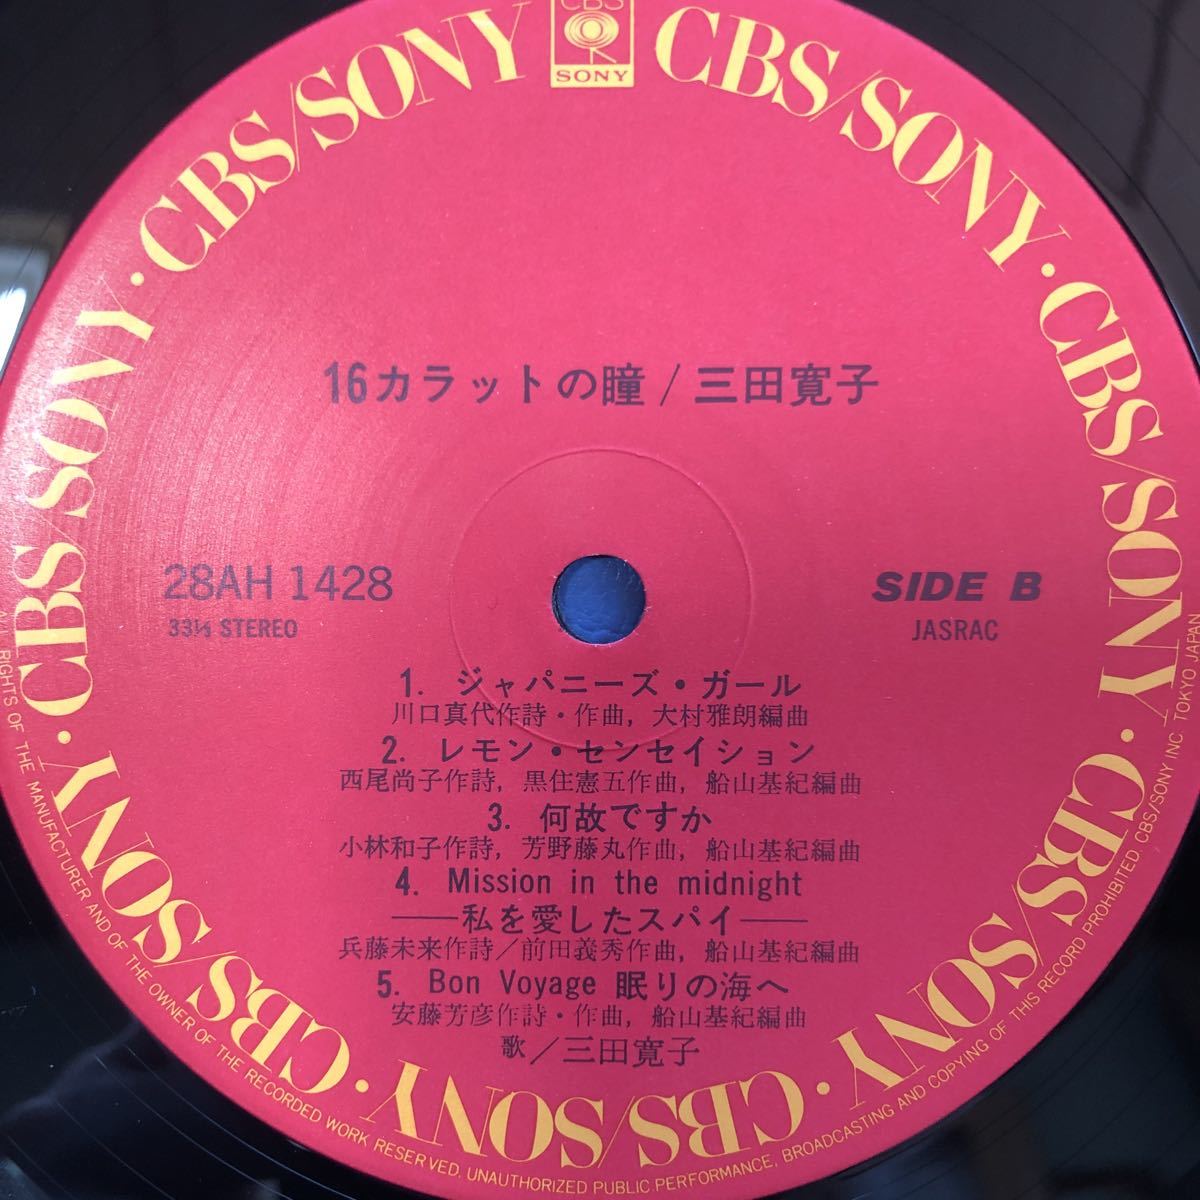 CBS
SONY
CBS/SONY · CBS/SONY · CBS/SONY · CBS/SONY · CBS/SONY · CBS/SONY · CBS/SONY · CBS/SONY
16カラットの瞳/三田寛子
28AH 1428
33⅓ STEREO
SIDE B
JASRAC
1. ジャパニーズ・ガール
川口真代作詩・作曲, 大村雅朗編曲
2. レモン・センセイション
西尾尚子作詩, 黒住憲五作曲, 船山基紀編曲
3. 何故ですか
小林和子作詩, 芳野藤丸作曲, 船山基紀編曲
4. Mission in the midnight
——私を愛したスパイ——
兵藤未来作詩/前田義秀作曲, 船山基紀編曲
5. Bon Voyage 眠りの海へ
安藤芳彦作詩・作曲, 船山基紀編曲
歌/三田寛子
RIGHTS OF THE MANUFACTURER AND OF THE OWNER OF THE RECORDED WORK RESERVED. UNAUTHORIZED PUBLIC PERFORMANCE, BROADCASTING AND COPYING OF THIS RECORD PROHIBITED. CBS/SONY INC TOKYO JAPAN